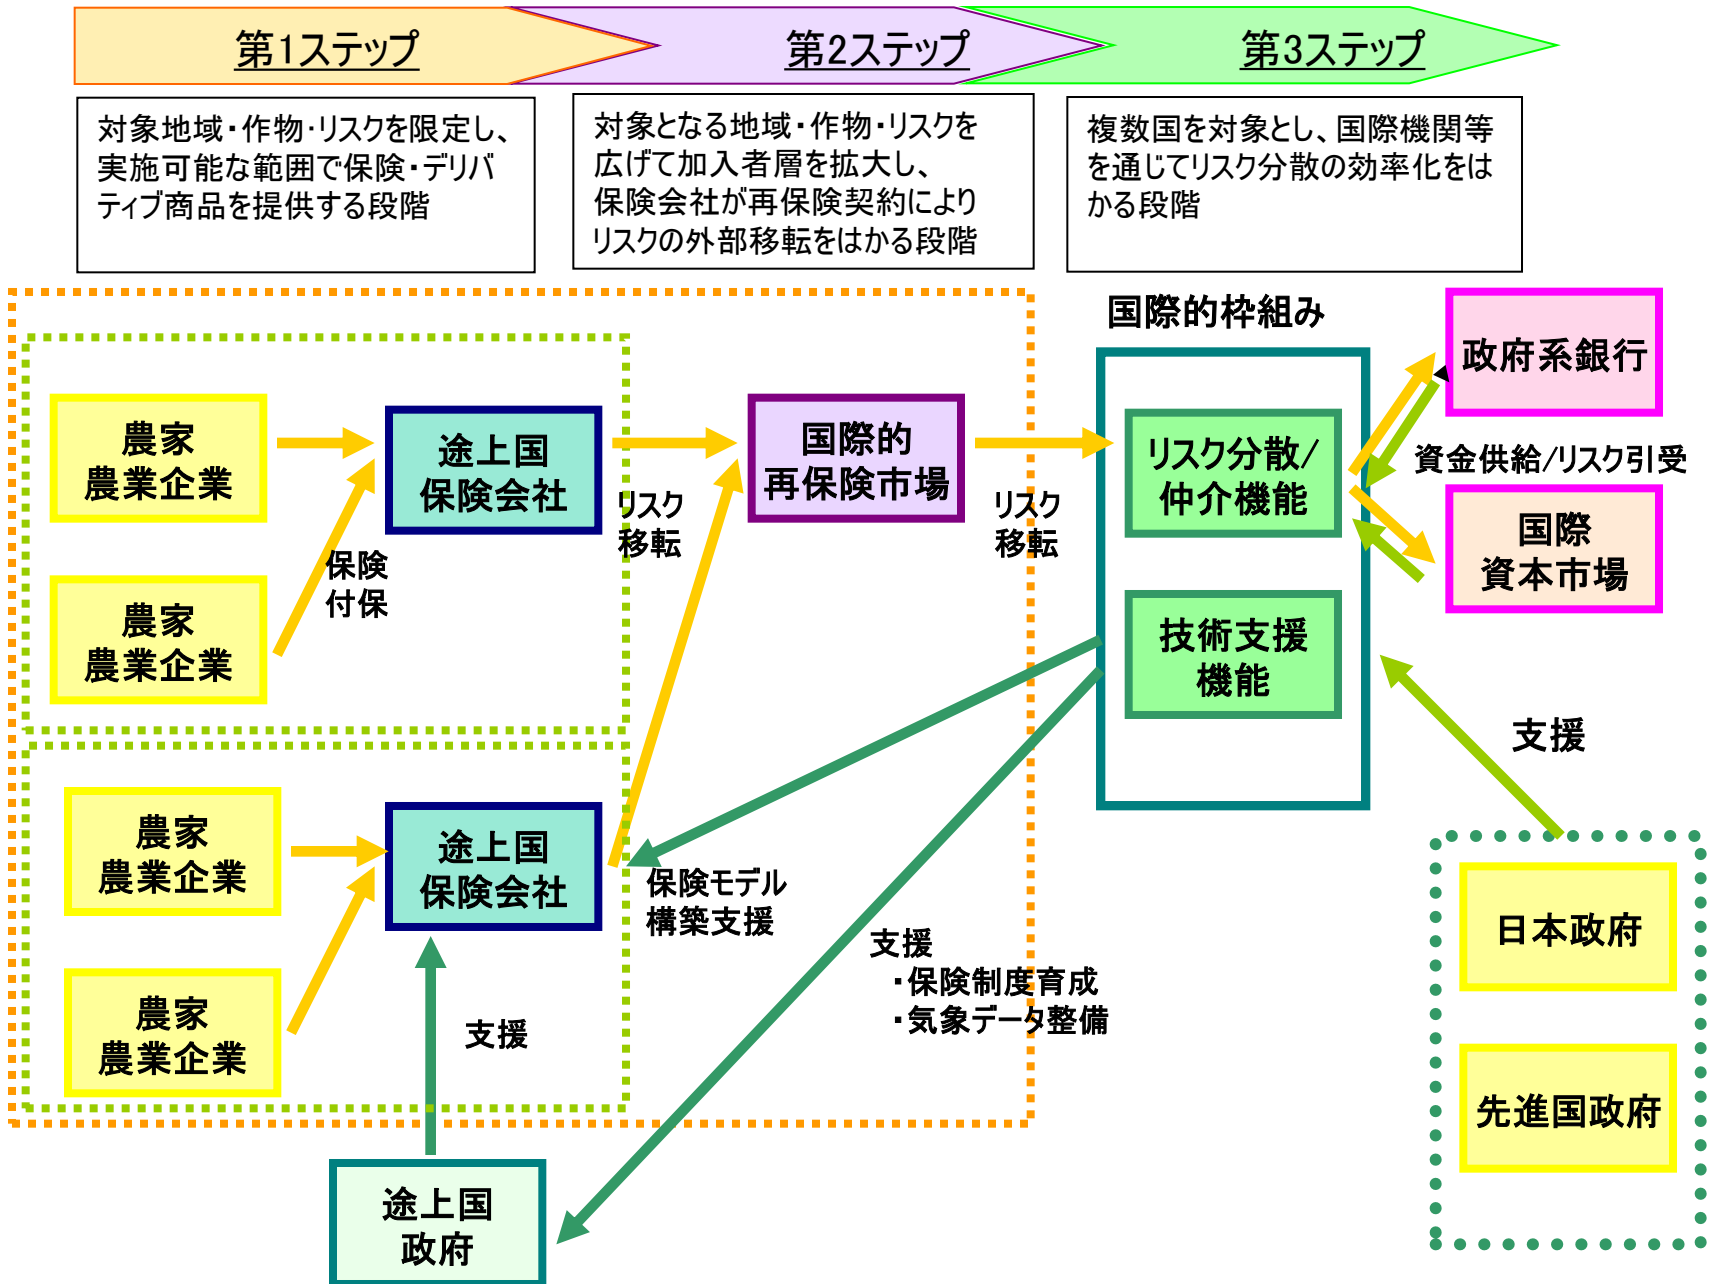 第1ステップ
第2ステップ
第3ステップ
対象地域・作物・リスクを限定し、
実施可能な範囲で保険・デリバ
ティブ商品を提供する段階
対象となる地域・作物・リスクを
広げて加入者層を拡大し、
保険会社が再保険契約により
リスクの外部移転をはかる段階
複数国を対象とし、国際機関等
を通じてリスク分散の効率化をは
かる段階
農家
農業企業
農家
農業企業
保険
付保
途上国
保険会社
リスク
移転
国際的
再保険市場
リスク
移転
国際的枠組み
リスク分散/
仲介機能
技術支援
機能
政府系銀行
資金供給/リスク引受
国際
資本市場
支援
農家
農業企業
農家
農業企業
途上国
保険会社
支援
保険モデル
構築支援
支援
・保険制度育成
・気象データ整備
日本政府
先進国政府
途上国
政府